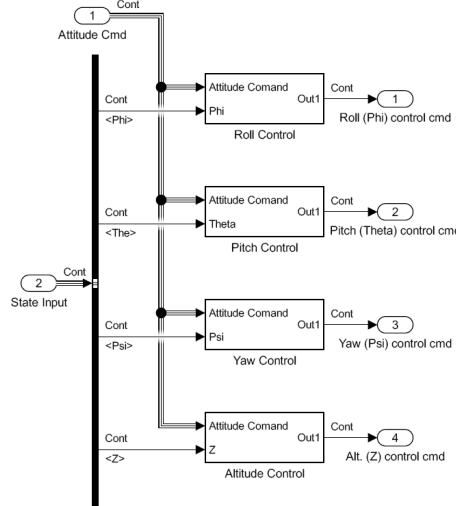 Cont
1
Attitude Cmd
Attitude Comand
Cont
Cont
Out1
1
Phi
<Phi>
Roll (Phi) control cmd
Roll Control
Attitude Comand
Cont
Cont
Out1
2
Theta
<The>
Pitch (Theta) control cme
Pitch Control
Cont
2
State Input
Attitude Comand
Cont
Cont
Out1
3
Psi
<Psi>
Yaw (Psi) control cmd
Yaw Control
Attitude Comand
Cont
Cont
Out1
4
Z
<Z>
Alt. (Z) control cmd
Altitude Control